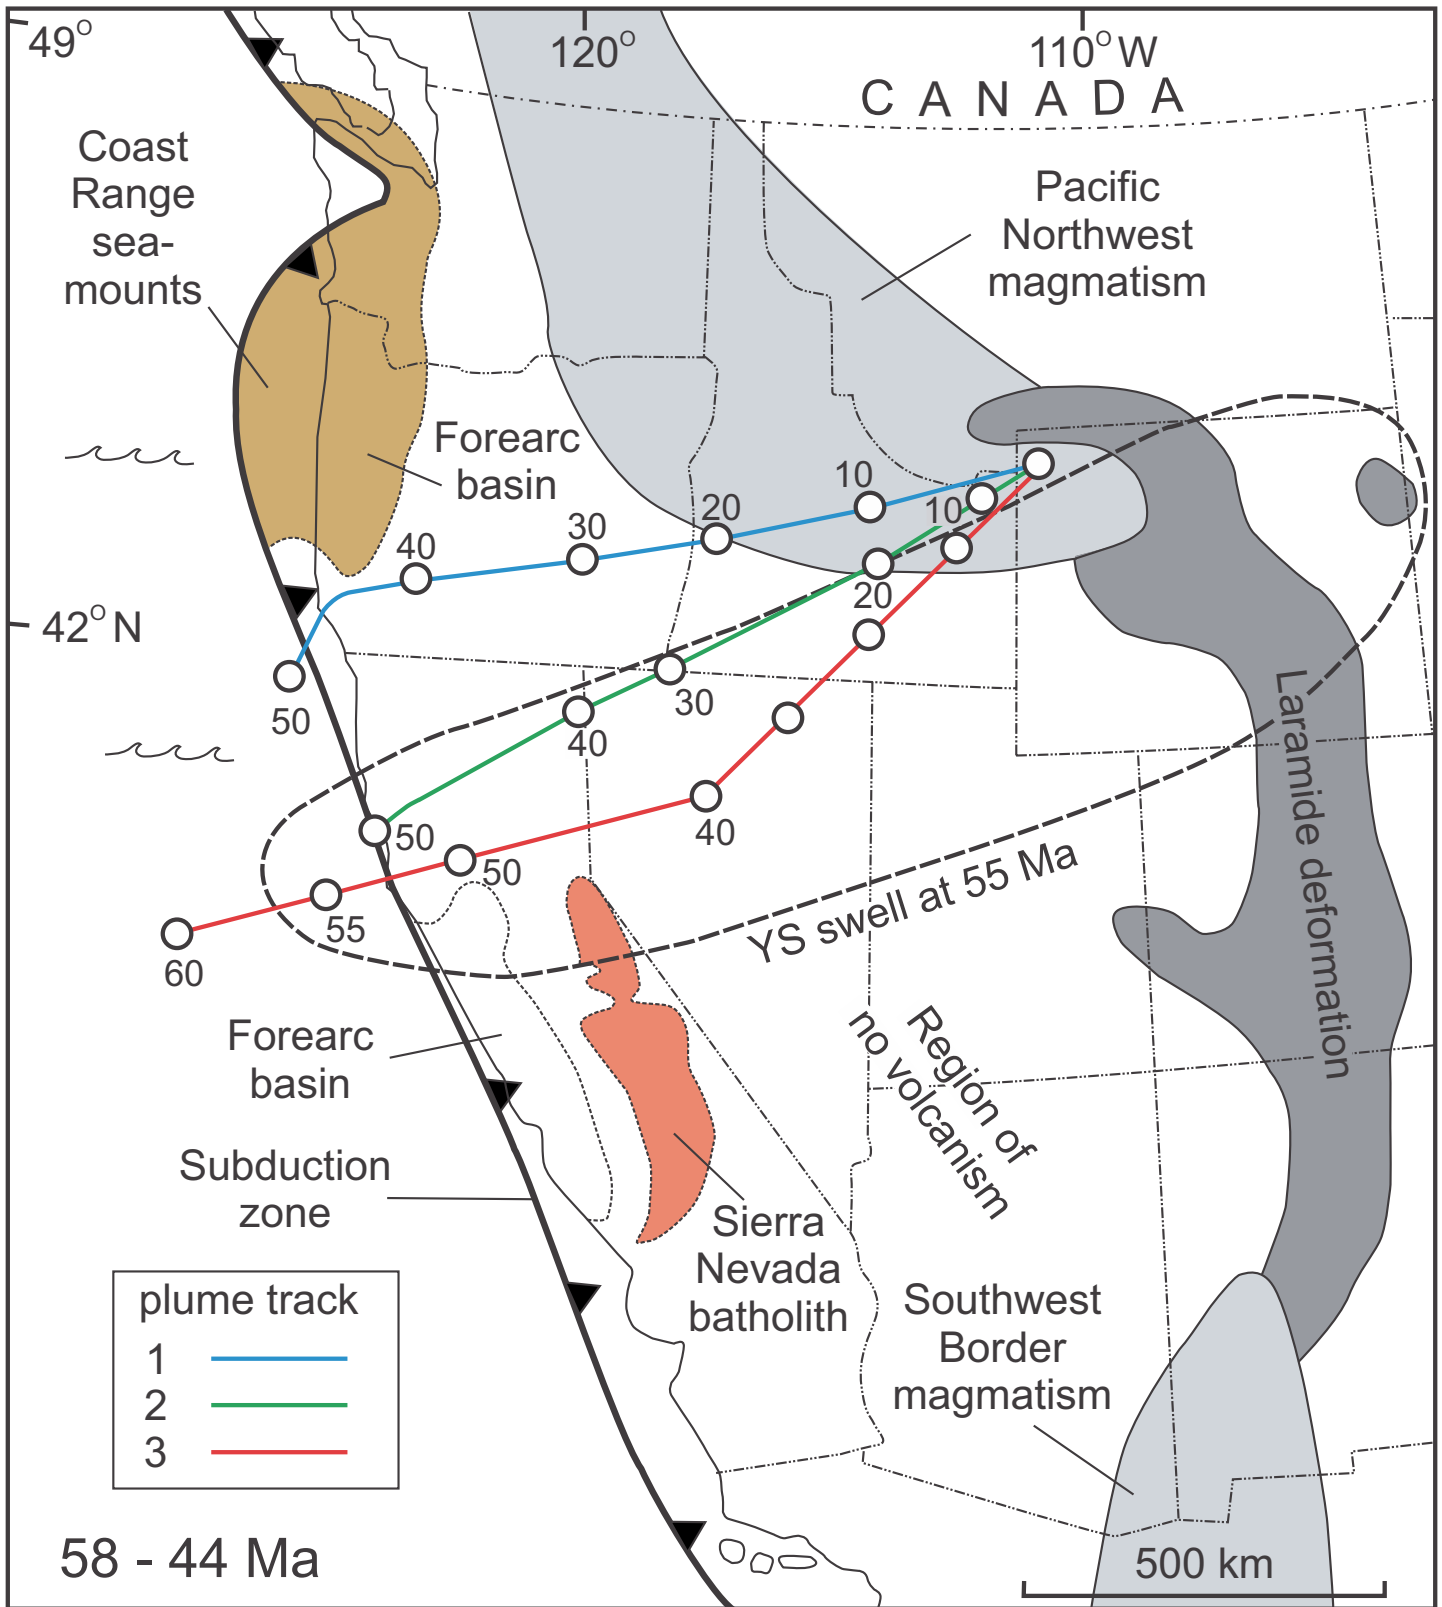 49°
120°
110° W
CANADA
Coast
Range
sea-
mounts
Pacific
Northwest
magmatism
Forearc
basin
10
20
30
40
50
10
20
30
40
50
40
50
55
60
42° N
YS swell at 55 Ma
Laramide deformation
Region of
no volcanism
Forearc
basin
Subduction
zone
Sierra
Nevada
batholith
Southwest
Border
magmatism
plume track
1
2
3
58 - 44 Ma
500 km